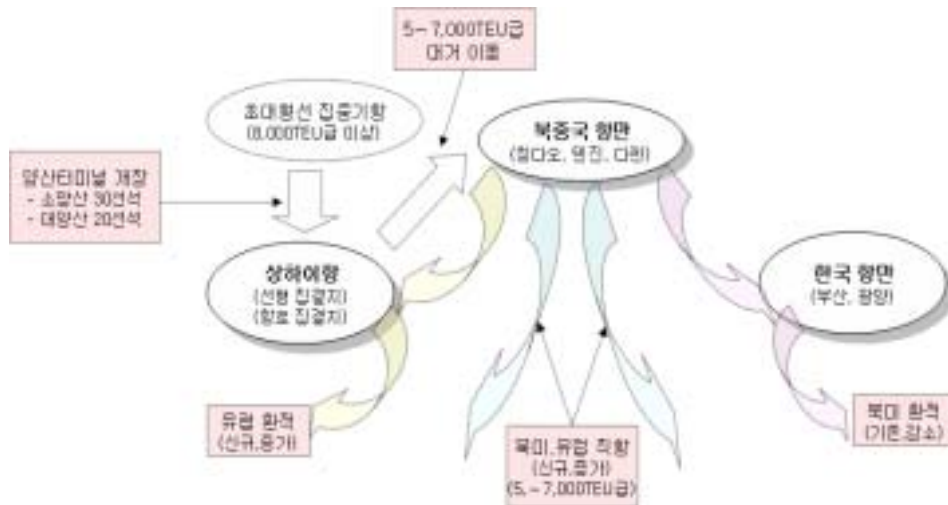 5~7,000TEU급
대거 이동
초대형선 집중기항
(8,000TEU급 이상)
북중국 항만
(칭다오, 톈진, 다롄)
양산터미널 개장
- 소양산 30선석
- 대양산 20선석
상하이항
(선형 집결지)
(항로 집결지)
한국 항만
(부산, 광양)
유럽 환적
(신규,증가)
북미,유럽 직항
(신규,증가)
(5,~7,000TEU급)
북미 환적
(기존,감소)